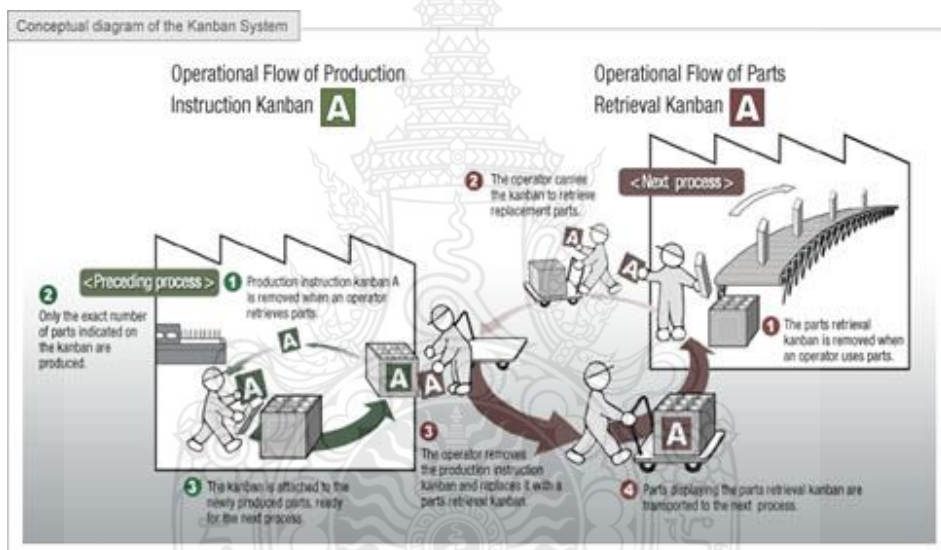 Conceptual diagram of the Kanban System
Operational Flow of Production
Instruction Kanban A
Operational Flow of Parts
Retrieval Kanban A
<Preceding process>
1 Production instruction kanban A
is removed when an operator
retrieves parts.
2
Only the exact number
of parts indicated on
the kanban are
produced.
A
A
A
A
3 The kanban is attached to the
newly produced parts, ready
for the next process.
<Next process>
1 The parts retrieval
kanban is removed when
an operator uses parts.
2 The operator carries
the kanban to retrieve
replacement parts.
A
A
3
The operator removes
the production instruction
kanban and replaces it with a
parts retrieval kanban.
A
4 Parts displaying the parts retrieval kanban are
transported to the next process.